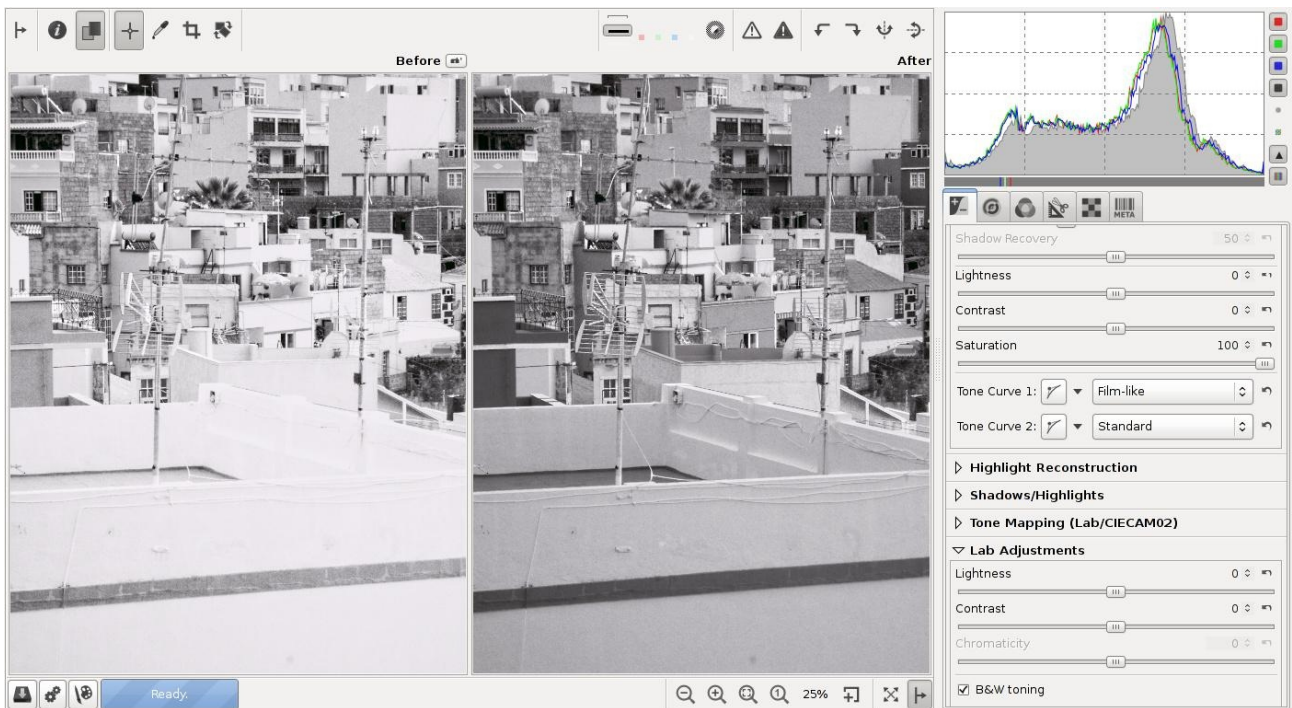 Before
After
META
Shadow Recovery 50
Lightness 0
Contrast 0
Saturation 100
Tone Curve 1: Film-like
Tone Curve 2: Standard
Highlight Reconstruction
Shadows/Highlights
Tone Mapping (Lab/CIECAM02)
Lab Adjustments
Lightness 0
Contrast 0
Chromaticity 0
B&W toning
Ready.
1
25%